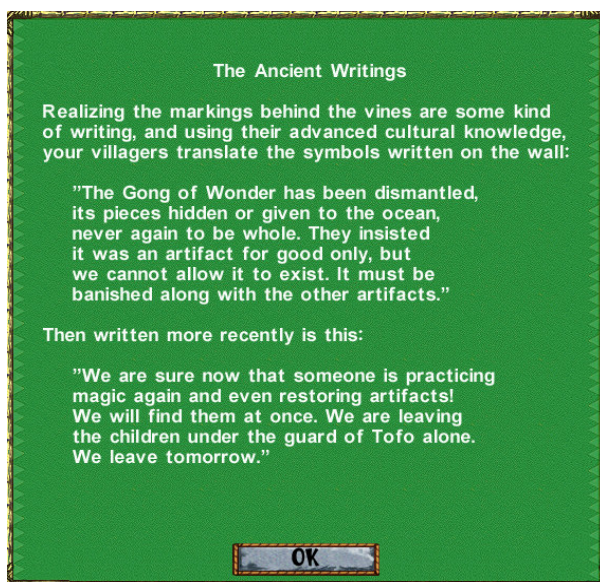 The Ancient Writings
Realizing the markings behind the vines are some kind
of writing, and using their advanced cultural knowledge,
your villagers translate the symbols written on the wall:
”The Gong of Wonder has been dismantled,
its pieces hidden or given to the ocean,
never again to be whole. They insisted
it was an artifact for good only, but
we cannot allow it to exist. It must be
banished along with the other artifacts.”
Then written more recently is this:
”We are sure now that someone is practicing
magic again and even restoring artifacts!
We will find them at once. We are leaving
the children under the guard of Tofo alone.
We leave tomorrow.”
OK